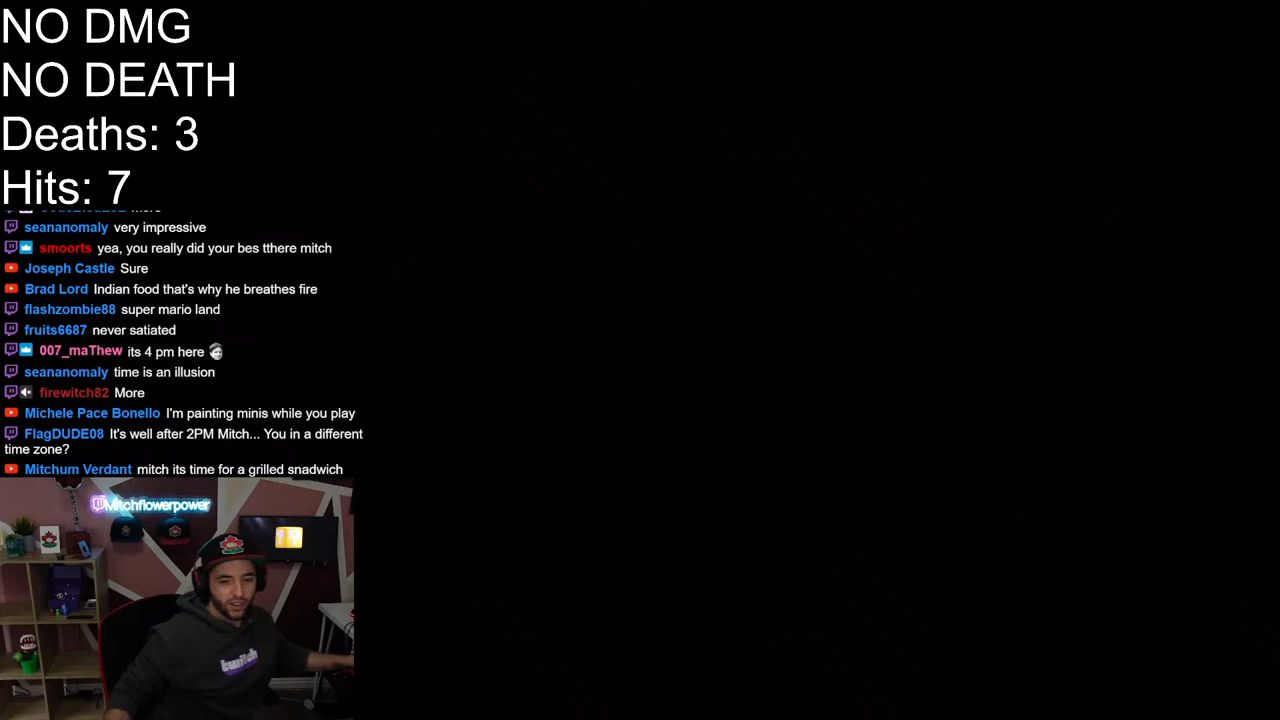 NO DMG
NO DEATH
Deaths: 3
Hits: 7
seananomaly very impressive
smoorts yea, you really did your bes tthere mitch
Joseph Castle Sure
Brad Lord Indian food that's why he breathes fire
flashzombie88 super mario land
fruits6687 never satiated
007_maThew its 4 pm here
seananomaly time is an illusion
firewitch82 More
Michele Pace Bonello I'm painting minis while you play
FlagDUDE08 It's well after 2PM Mitch... You in a different
time zone?
Mitchum Verdant mitch its time for a grilled snadwich
Mitchflowerpower
twitch